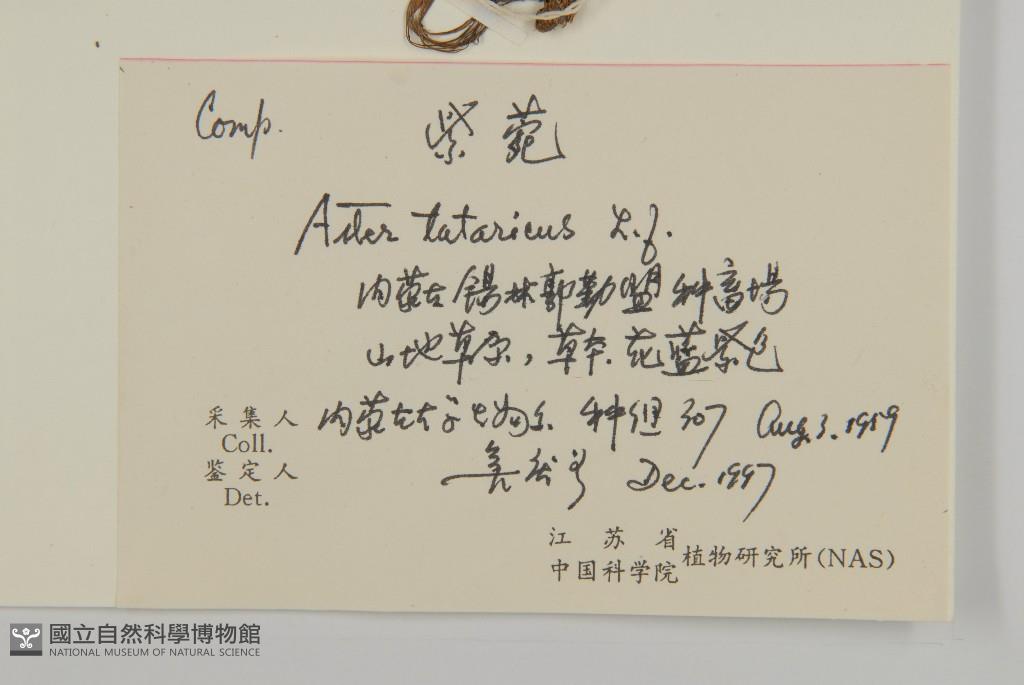 Comp. 紫菀
Aster tataricus L.f.
内蒙古 锡林郭勒盟 种畜場
山地草原，草本. 花蓝紫色
采集人 内蒙古大学生物系 种组 307 Aug. 3. 1959
Coll.
鉴定人 Dec. 1997
Det.
江苏省
中国科学院 植物研究所(NAS)
國立自然科學博物館
NATIONAL MUSEUM OF NATURAL SCIENCE